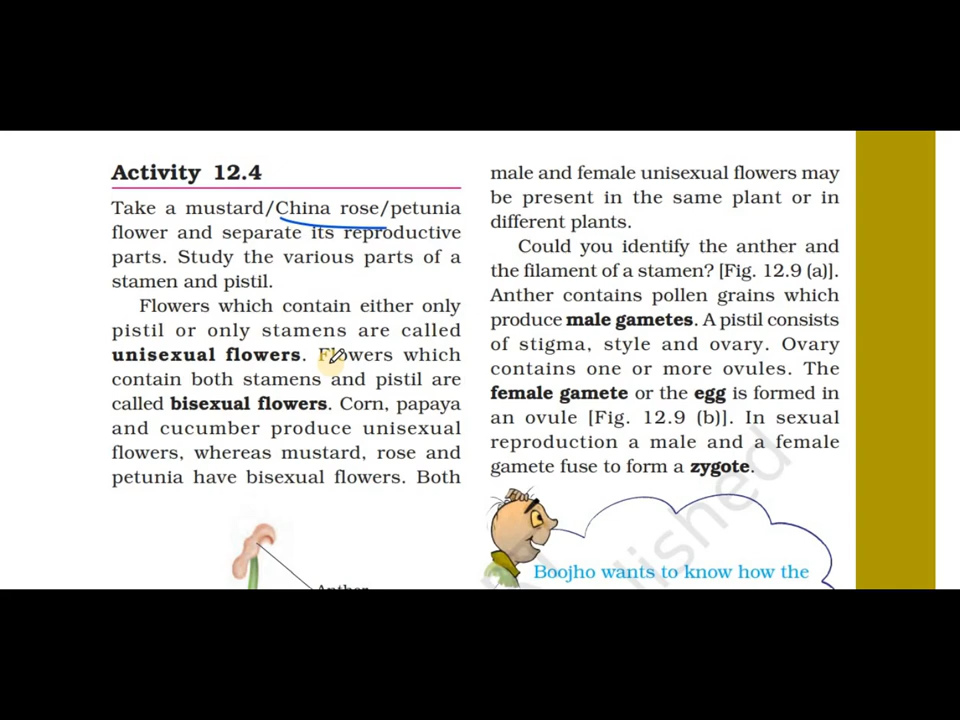 Activity 12.4
Take a mustard/China rose/petunia
flower and separate its reproductive
parts. Study the various parts of a
stamen and pistil.
Flowers which contain either only
pistil or only stamens are called
unisexual flowers. Flowers which
contain both stamens and pistil are
called bisexual flowers. Corn, papaya
and cucumber produce unisexual
flowers, whereas mustard, rose and
petunia have bisexual flowers. Both
Anther
male and female unisexual flowers may
be present in the same plant or in
different plants.
Could you identify the anther and
the filament of a stamen? [Fig. 12.9 (a)].
Anther contains pollen grains which
produce male gametes. A pistil consists
of stigma, style and ovary. Ovary
contains one or more ovules. The
female gamete or the egg is formed in
an ovule [Fig. 12.9 (b)]. In sexual
reproduction a male and a female
gamete fuse to form a zygote.
Boojho wants to know how the